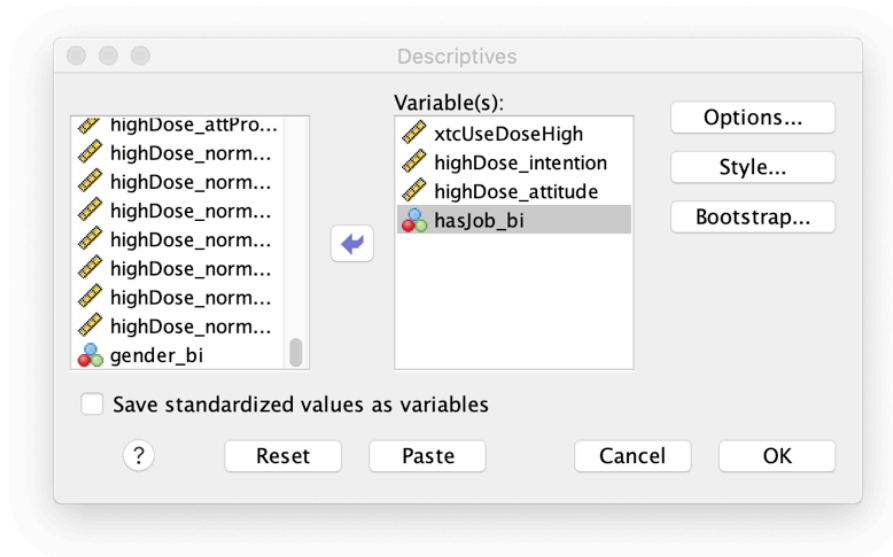 Descriptives
highDose_attPro...
highDose_norm...
highDose_norm...
highDose_norm...
highDose_norm...
highDose_norm...
highDose_norm...
highDose_norm...
gender_bi
Variable(s):
xtcUseDoseHigh
highDose_intention
highDose_attitude
hasJob_bi
Options...
Style...
Bootstrap...
Save standardized values as variables
?
Reset
Paste
Cancel
OK